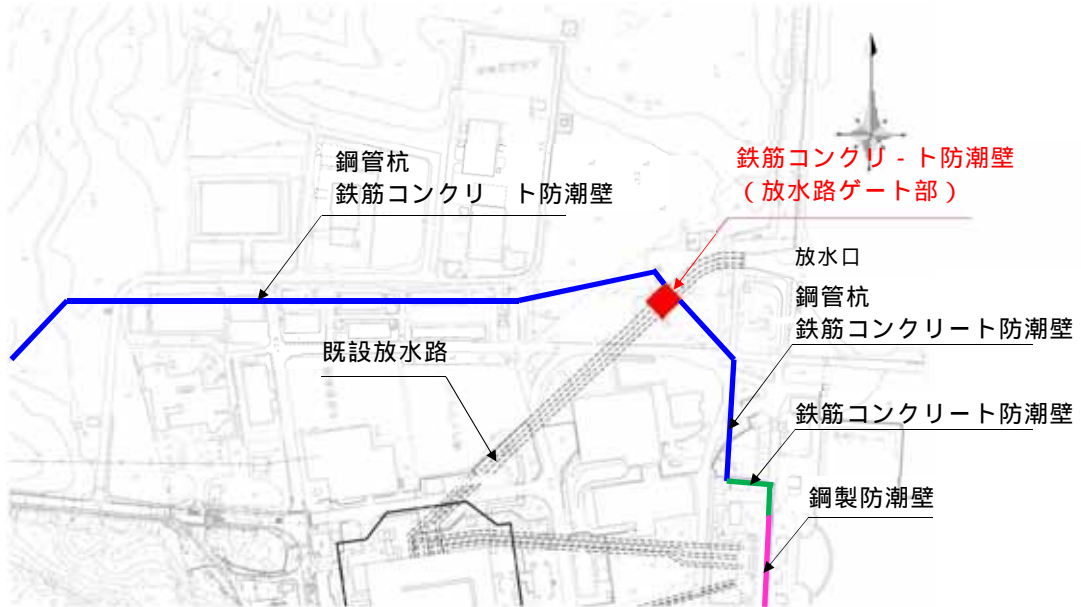 鋼管杭
鉄筋コンクリ　ト防潮壁
鉄筋コンクリ‐ト防潮壁
（放水路ゲート部）
放水口
鋼管杭
鉄筋コンクリート防潮壁
既設放水路
鉄筋コンクリート防潮壁
鋼製防潮壁